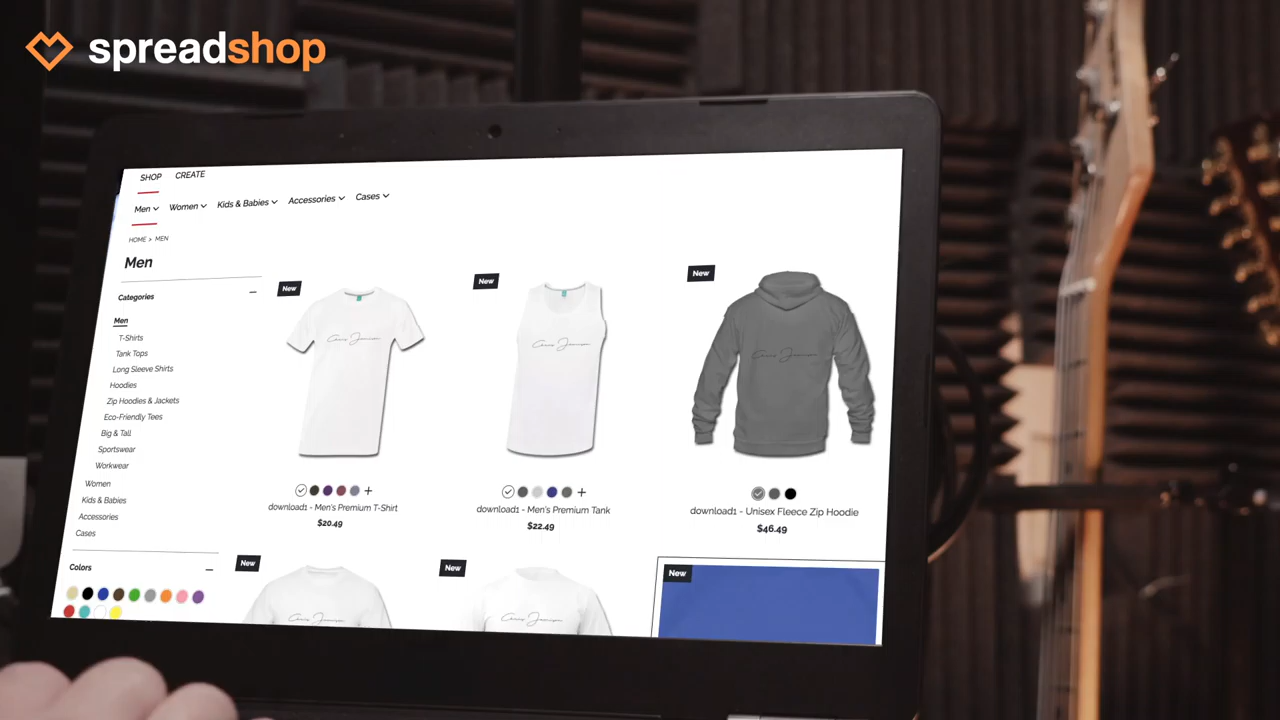 spreadshop
SHOP CREATE
Men Women Kids & Babies Accessories Cases
HOME > MEN
Men
Categories
Men
T-Shirts
Tank Tops
Long Sleeve Shirts
Hoodies
Zip Hoodies & Jackets
Eco-Friendly Tees
Big & Tall
Sportswear
Workwear
Women
Kids & Babies
Accessories
Cases
Colors
New
New
New
download1 - Men's Premium T-Shirt
$20.49
download1 - Men's Premium Tank
$22.49
download1 - Unisex Fleece Zip Hoodie
$46.49
New
New
New